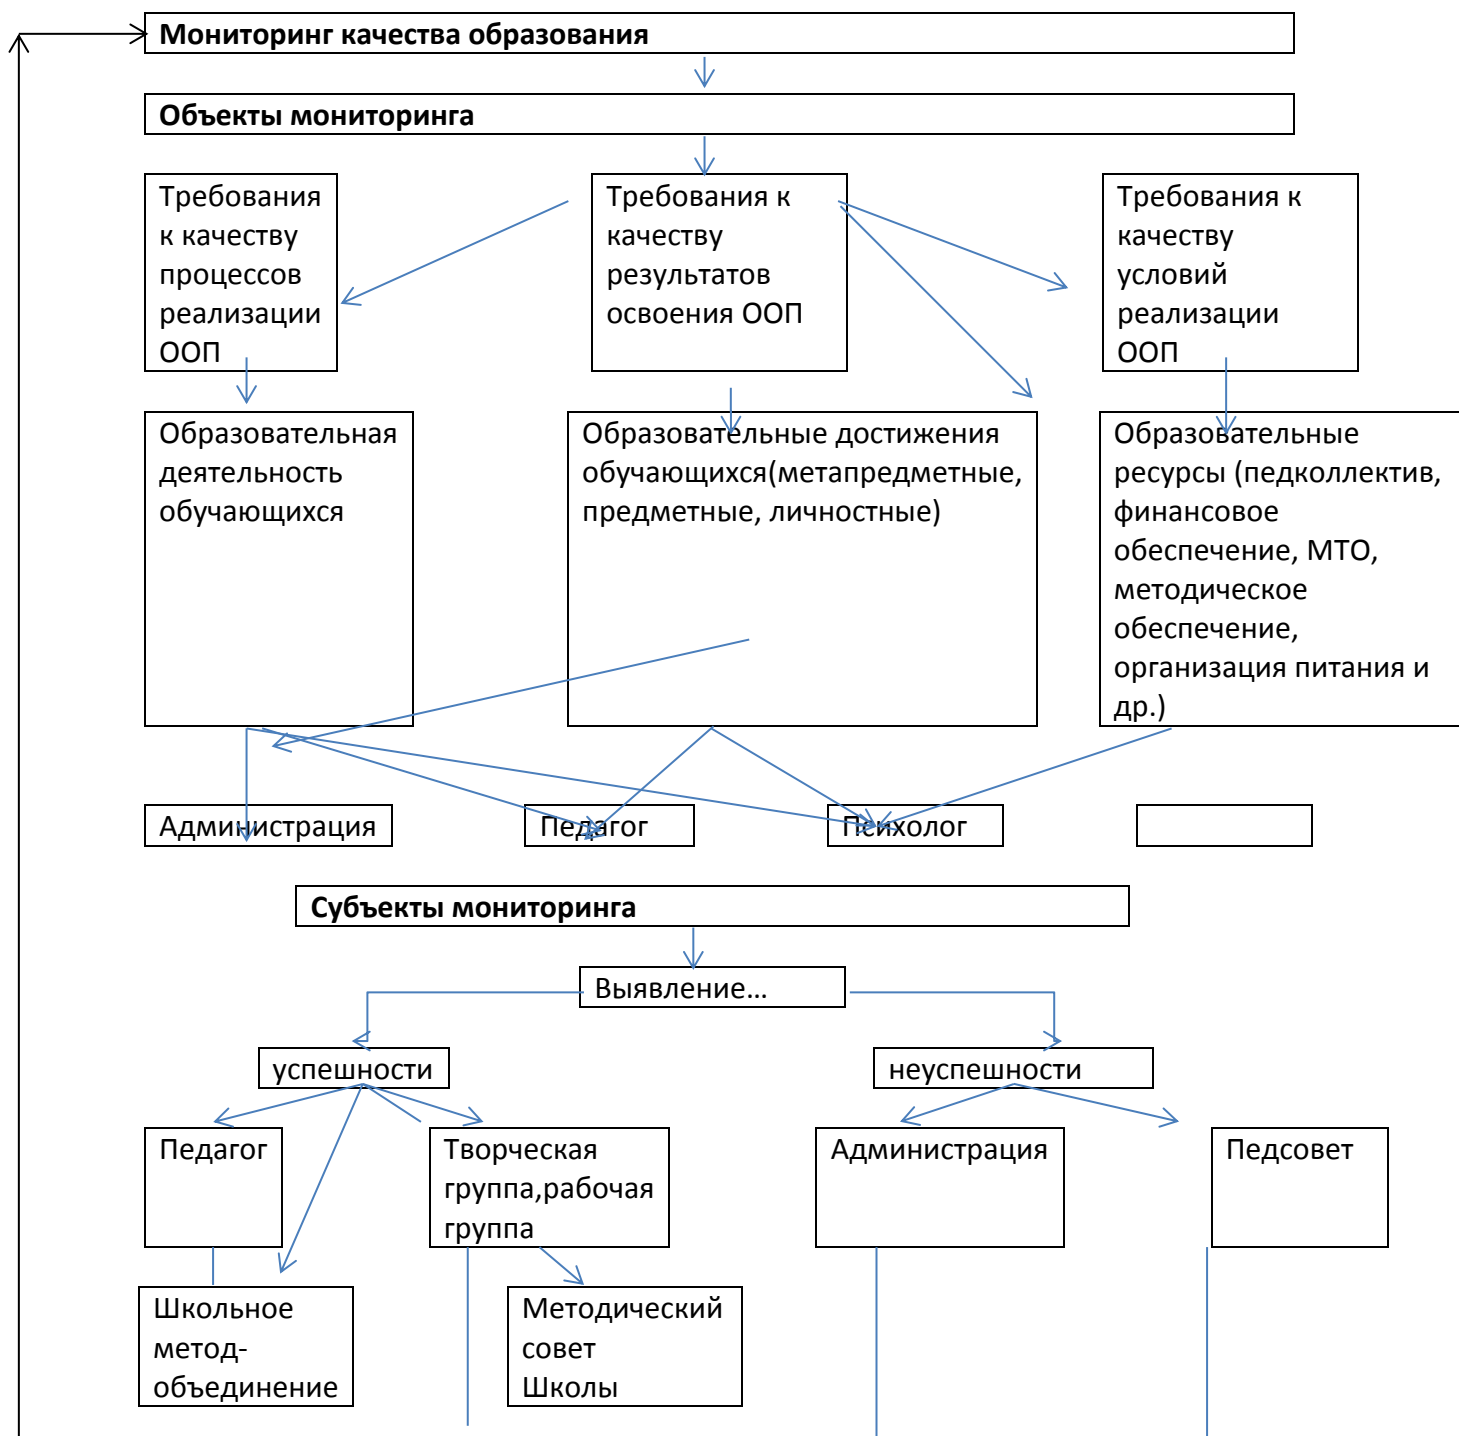 Мониторинг качества образования
Объекты мониторинга
Требования
к качеству
процессов
реализации
ООП
Требования к
качеству
результатов
освоения ООП
Требования к
качеству
условий
реализации
ООП
Образовательная
деятельность
обучающихся
Образовательные достижения
обучающихся(метапредметные,
предметные, личностные)
Образовательные
ресурсы (педколлектив,
финансовое
обеспечение, МТО,
методическое
обеспечение,
организация питания и
др.)
Администрация
Педагог
Психолог
Субъекты мониторинга
Выявление…
успешности
неуспешности
Педагог
Творческая
группа,рабочая
группа
Администрация
Педсовет
Школьное
метод-
объединение
Методический
совет
Школы